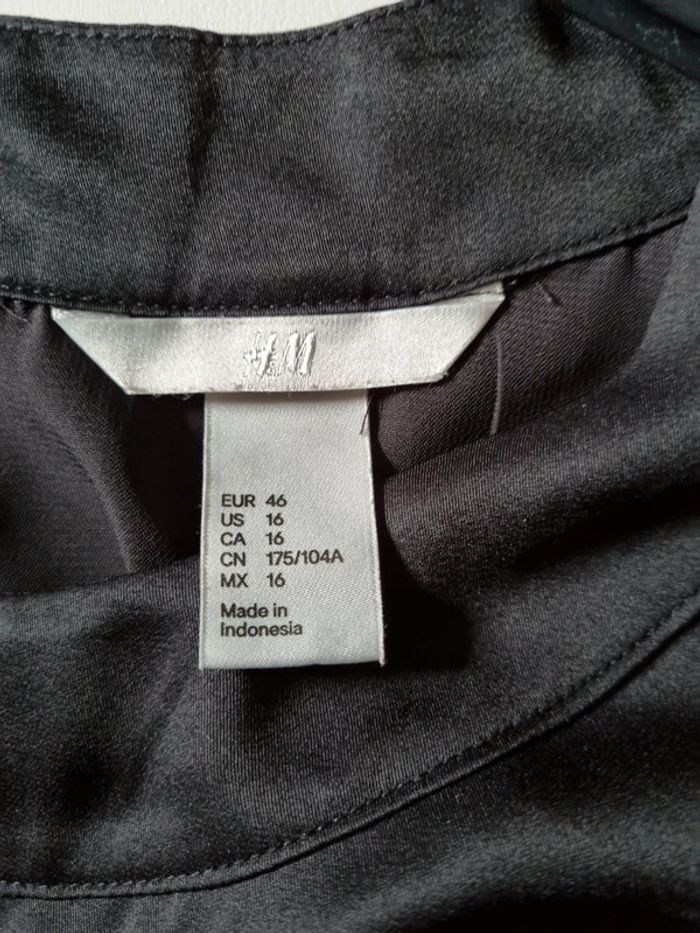 H&M
EUR 46
US 16
CA 16
CN 175/104A
MX 16
Made in
Indonesia